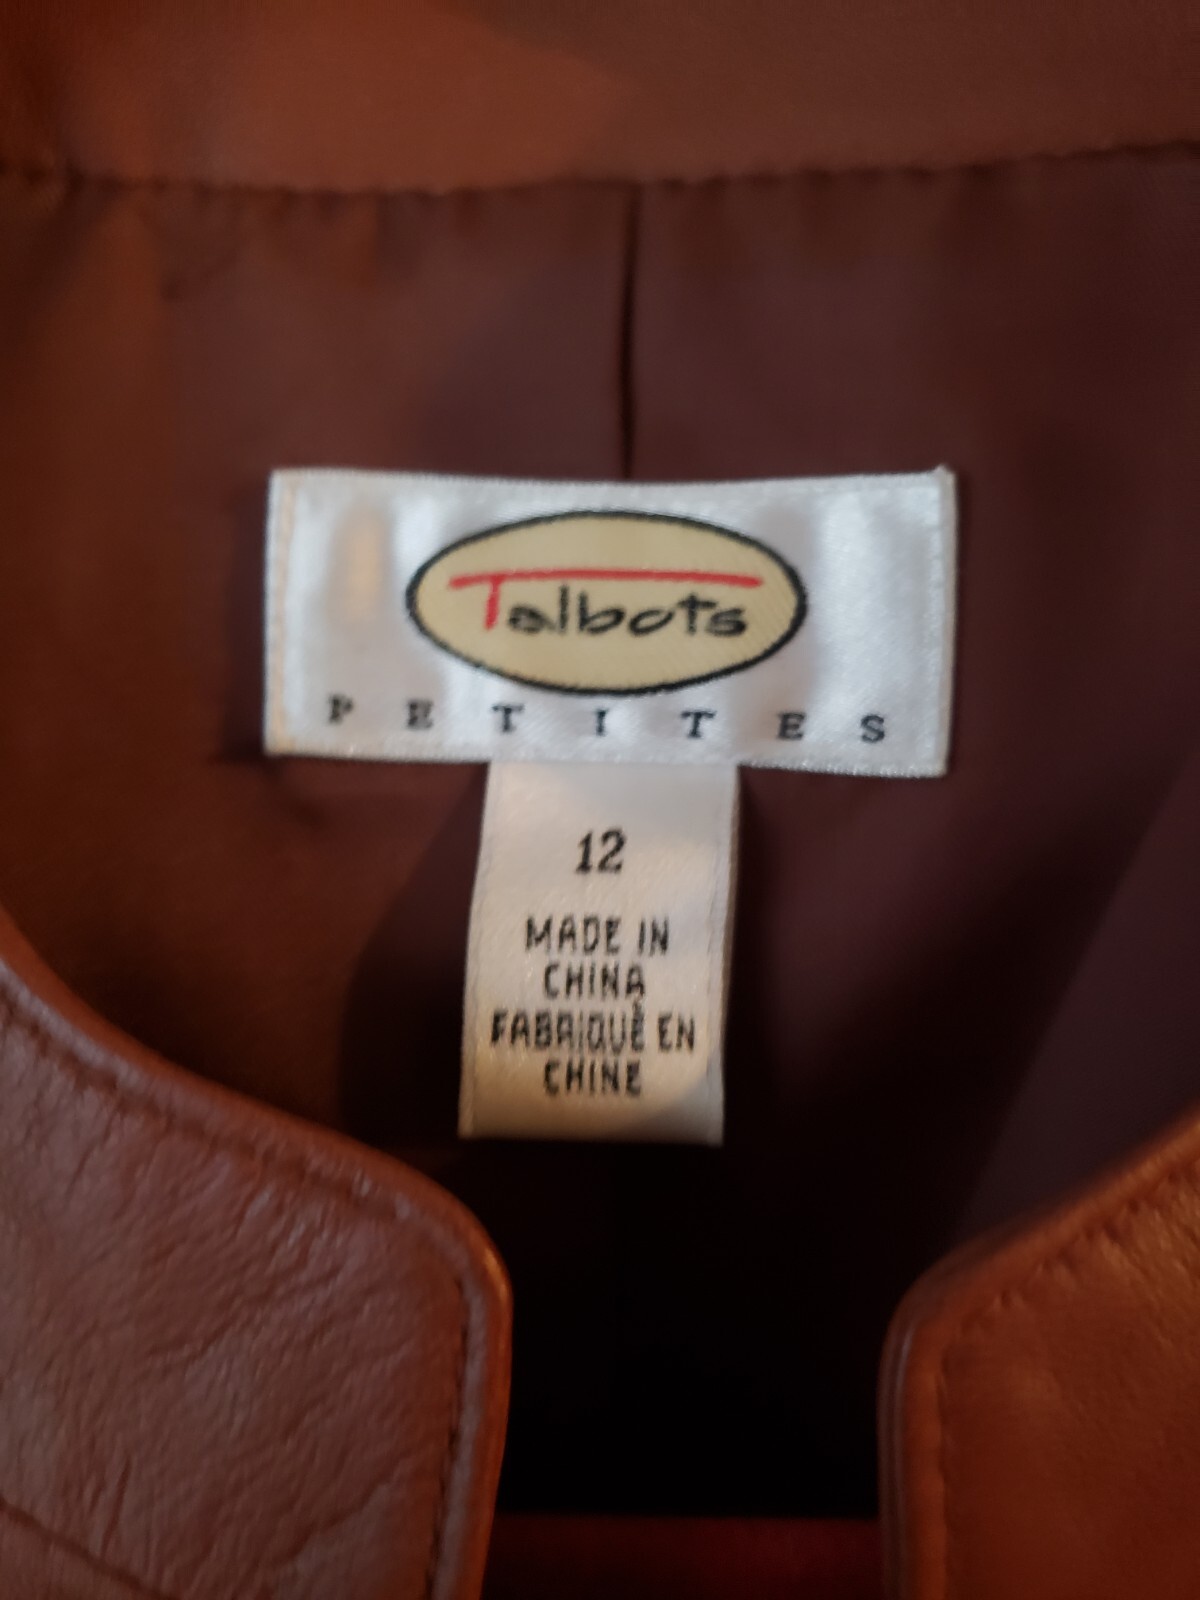 Talbots
PETITES
12
MADE IN
CHINA
FABRIQUÉ EN
CHINE